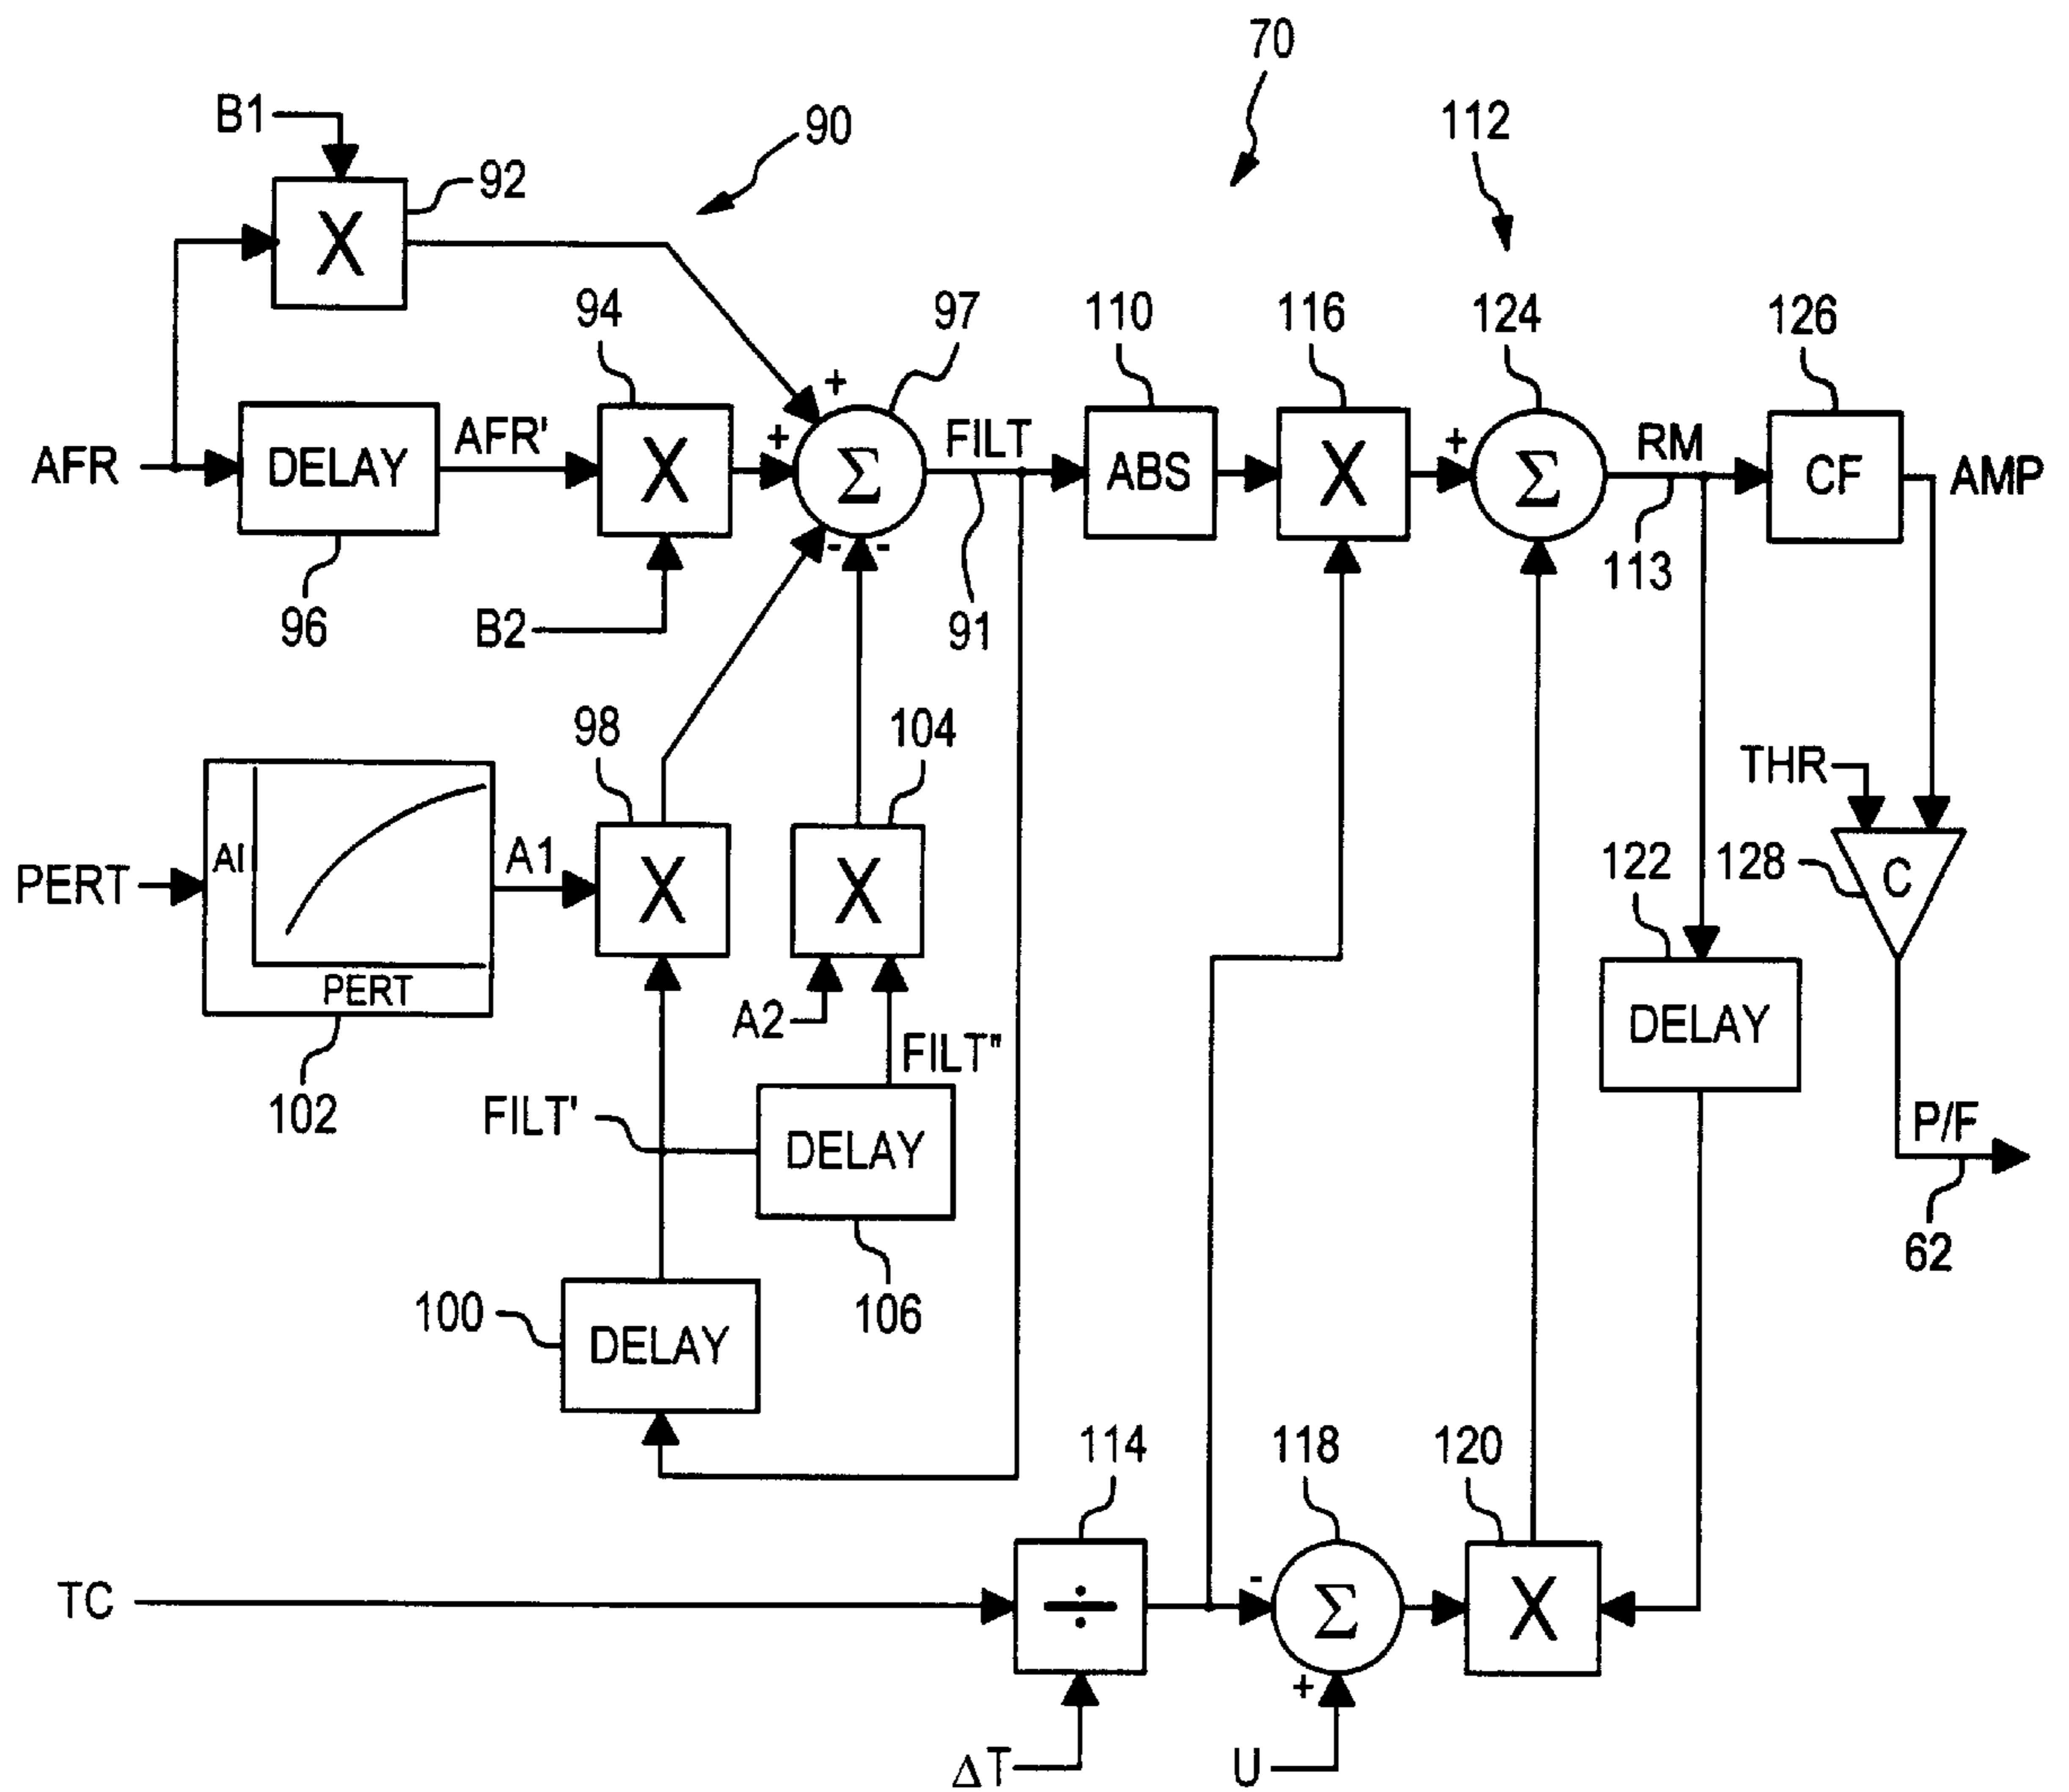 70
B1
90
112
92
X
94
97
110
116
124
126
+
+
+
AFR
DELAY
AFR'
X
Σ
FILT
ABS
X
Σ
RM
CF
AMP
-
-
96
B2
91
113
98
104
THR
PERT
AI
PERT
A1
X
X
122
128
C
A2
DELAY
102
FILT'
FILT"
DELAY
P/F
62
100
DELAY
106
114
118
120
TC
÷
-
Σ
X
+
ΔT
U